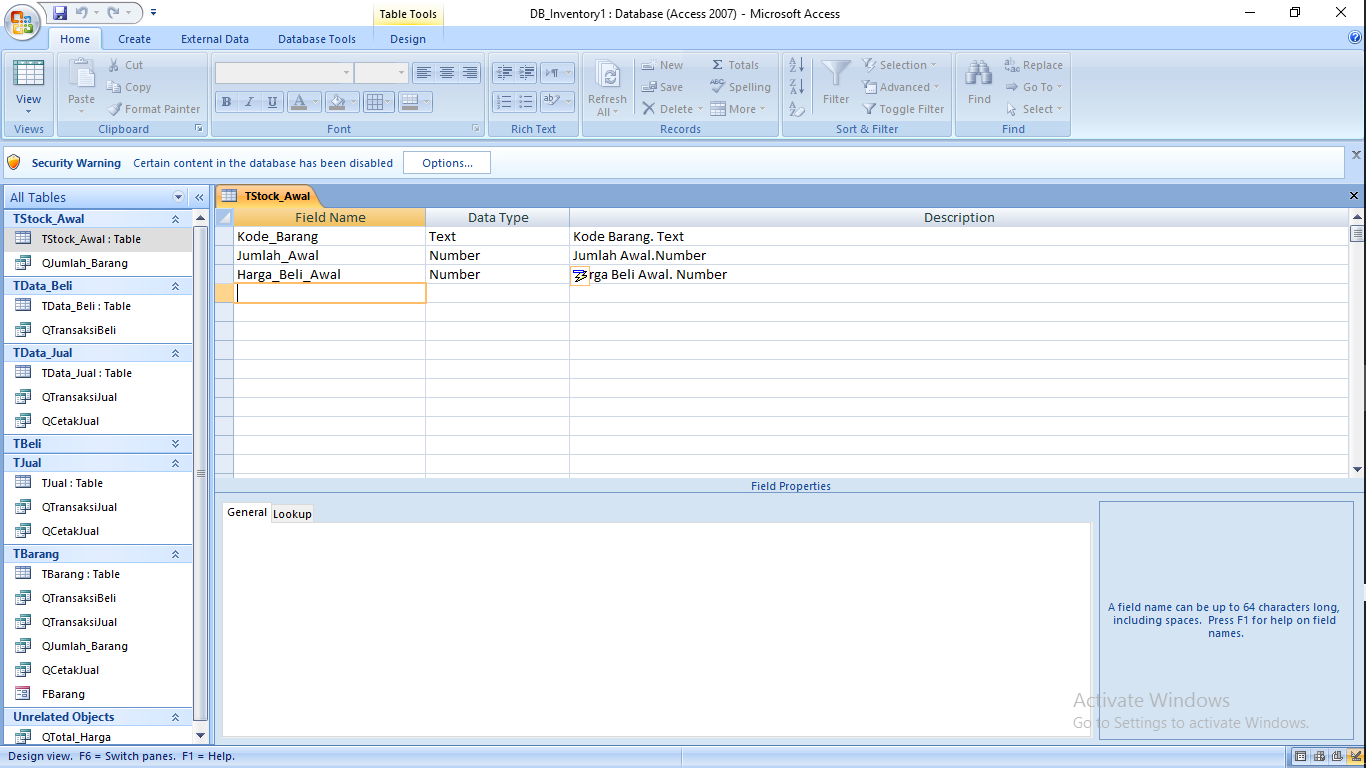 Table Tools
DB_Inventory1 : Database (Access 2007) - Microsoft Access
Home Create External Data Database Tools Design
View
Views
Paste
Cut
Copy
Format Painter
Clipboard
B I U A
Font
ab
Rich Text
Refresh All
New
Save
Delete
Σ Totals
ABC Spelling
More
Records
Filter
Selection
Advanced
Toggle Filter
Sort & Filter
Find
Replace
Go To
Select
Find
Security Warning Certain content in the database has been disabled Options...
All Tables
TStock_Awal
TStock_Awal : Table
QJumlah_Barang
TData_Beli
TData_Beli : Table
QTransaksiBeli
TData_Jual
TData_Jual : Table
QTransaksiJual
QCetakJual
TBeli
TJual
TJual : Table
QTransaksiJual
QCetakJual
TBarang
TBarang : Table
QTransaksiBeli
QTransaksiJual
QJumlah_Barang
QCetakJual
FBarang
Unrelated Objects
QTotal_Harga
TStock_Awal
Field Name Data Type Description
Kode_Barang Text Kode Barang. Text
Jumlah_Awal Number Jumlah Awal.Number
Harga_Beli_Awal Number rga Beli Awal. Number
Field Properties
General Lookup
A field name can be up to 64 characters long,
including spaces. Press F1 for help on field
names.
Activate Windows
Go to Settings to activate Windows.
Design view. F6 = Switch panes. F1 = Help.